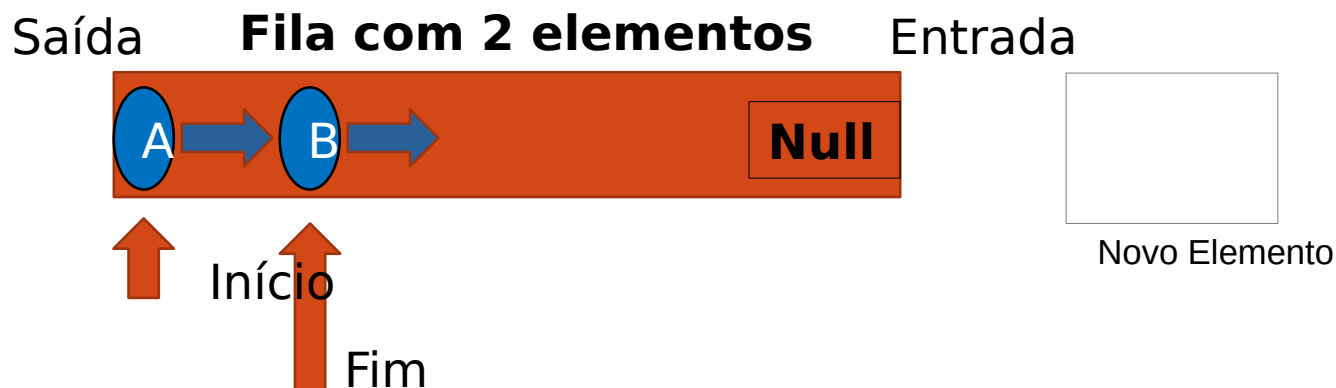 Saída
Fila com 2 elementos
Entrada
A
B
Null
Novo Elemento
Início
Fim